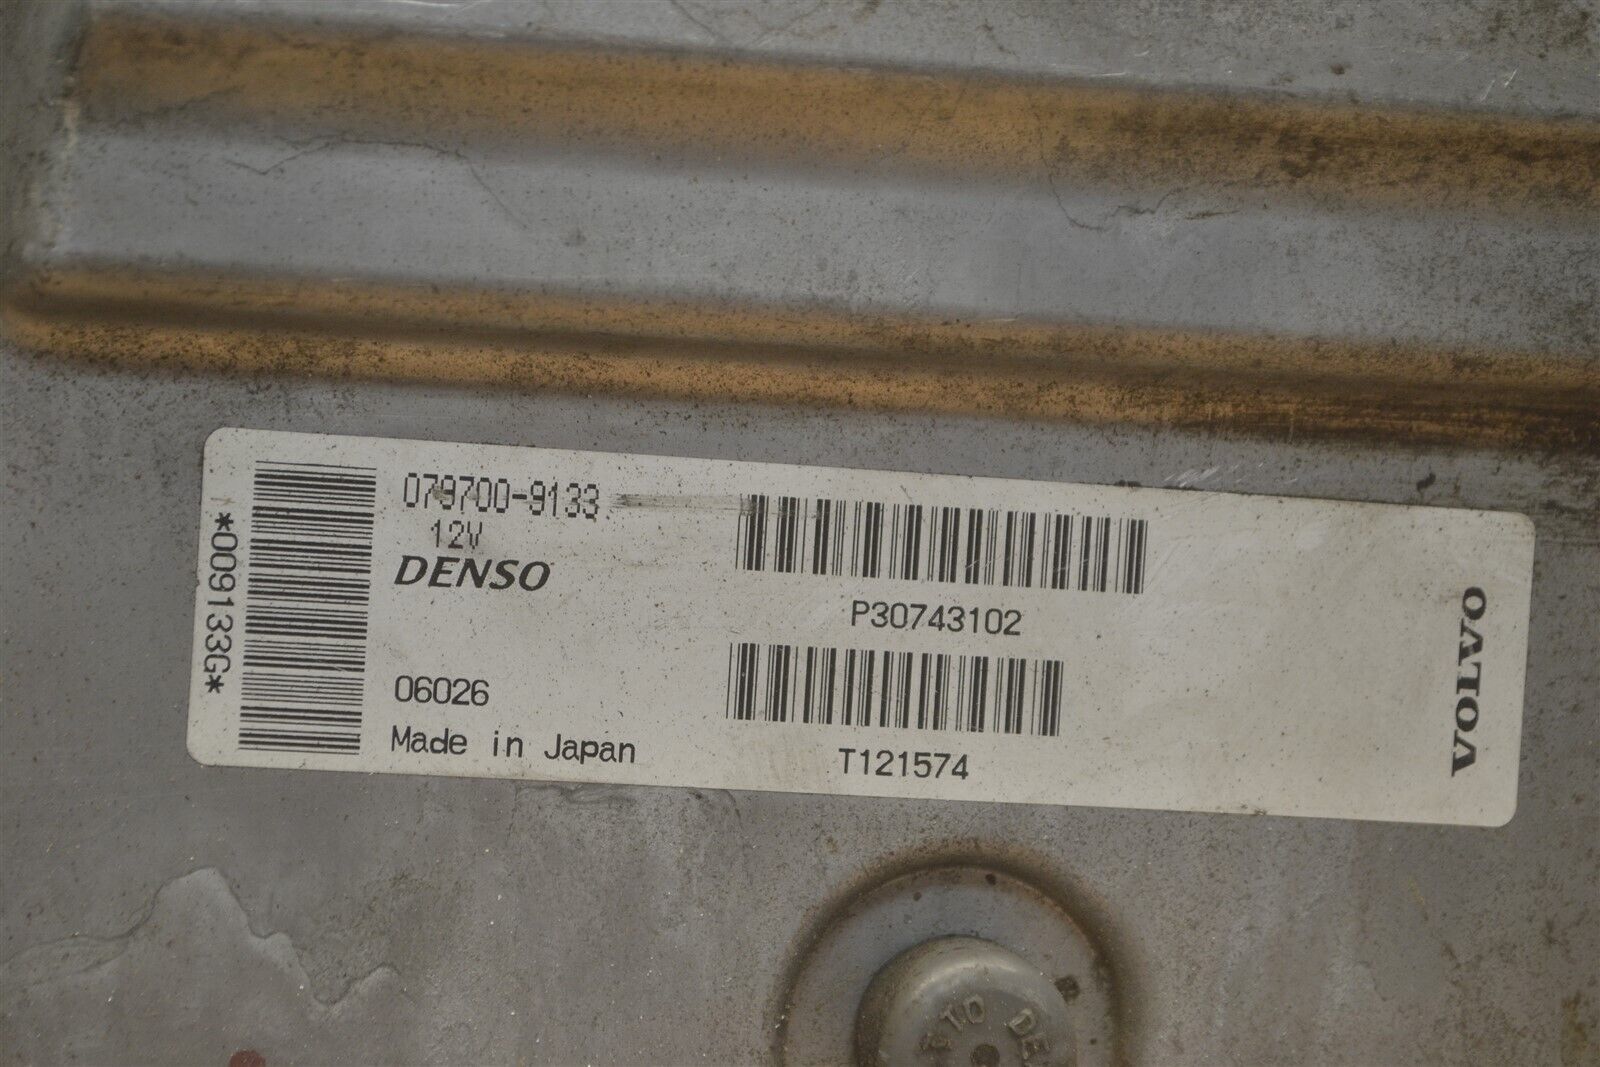 *009133G*
079700-9133
12V
DENSO
06026
Made in Japan
P30743102
T121574
VOLVO